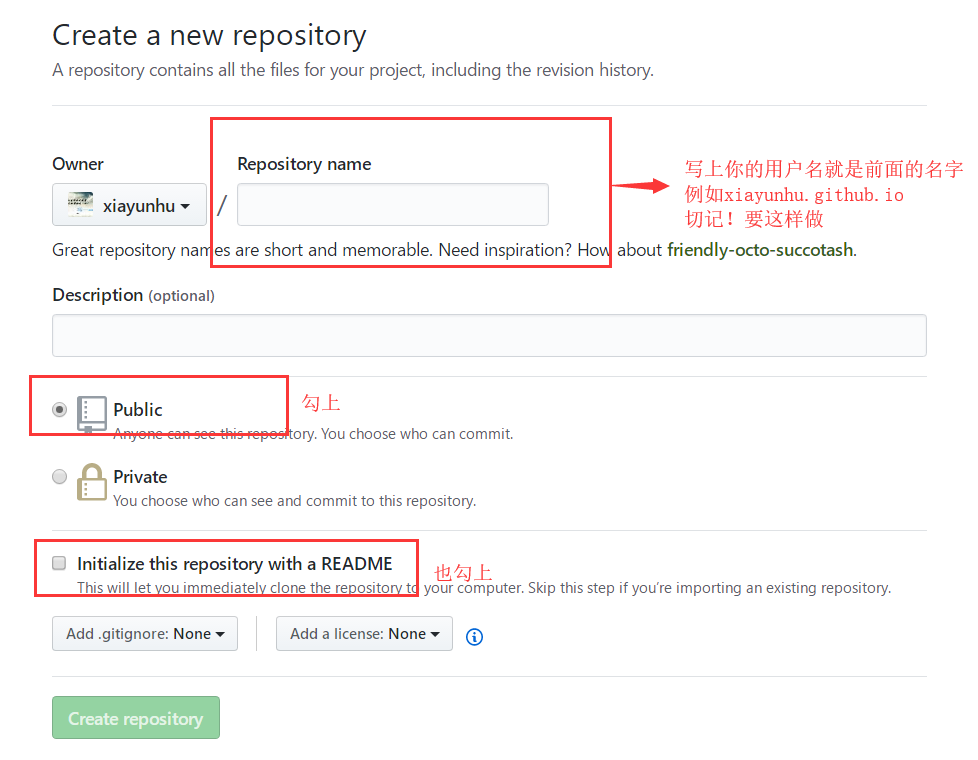 Create a new repository
A repository contains all the files for your project, including the revision history.
Owner
Repository name
xiayunhu
/
写上你的用户名就是前面的名字
例如xiayunhu.github.io
切记！要这样做
Great repository names are short and memorable. Need inspiration? How about friendly-octo-succotash.
Description (optional)
Public
勾上
Anyone can see this repository. You choose who can commit.
Private
You choose who can see and commit to this repository.
Initialize this repository with a README
也勾上
This will let you immediately clone the repository to your computer. Skip this step if you're importing an existing repository.
Add .gitignore: None
Add a license: None
Create repository